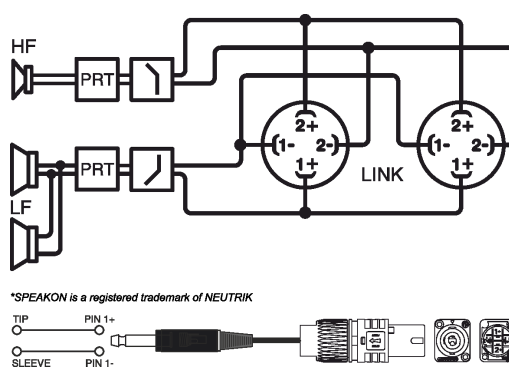 HF
PRT
2+
1-
2-
1+
2+
1-
2-
1+
LINK
PRT
LF
*SPEAKON is a registered trademark of NEUTRIK
TIP PIN 1+
SLEEVE PIN 1-